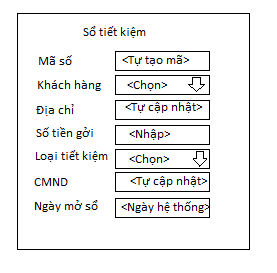 Sổ tiết kiệm
Mã số <Tự tạo mã>
Khách hàng <Chọn>
Địa chỉ <Tự cập nhật>
Số tiền gởi <Nhập>
Loại tiết kiệm <Chọn>
CMND <Tự cập nhật>
Ngày mở sổ <Ngày hệ thống>